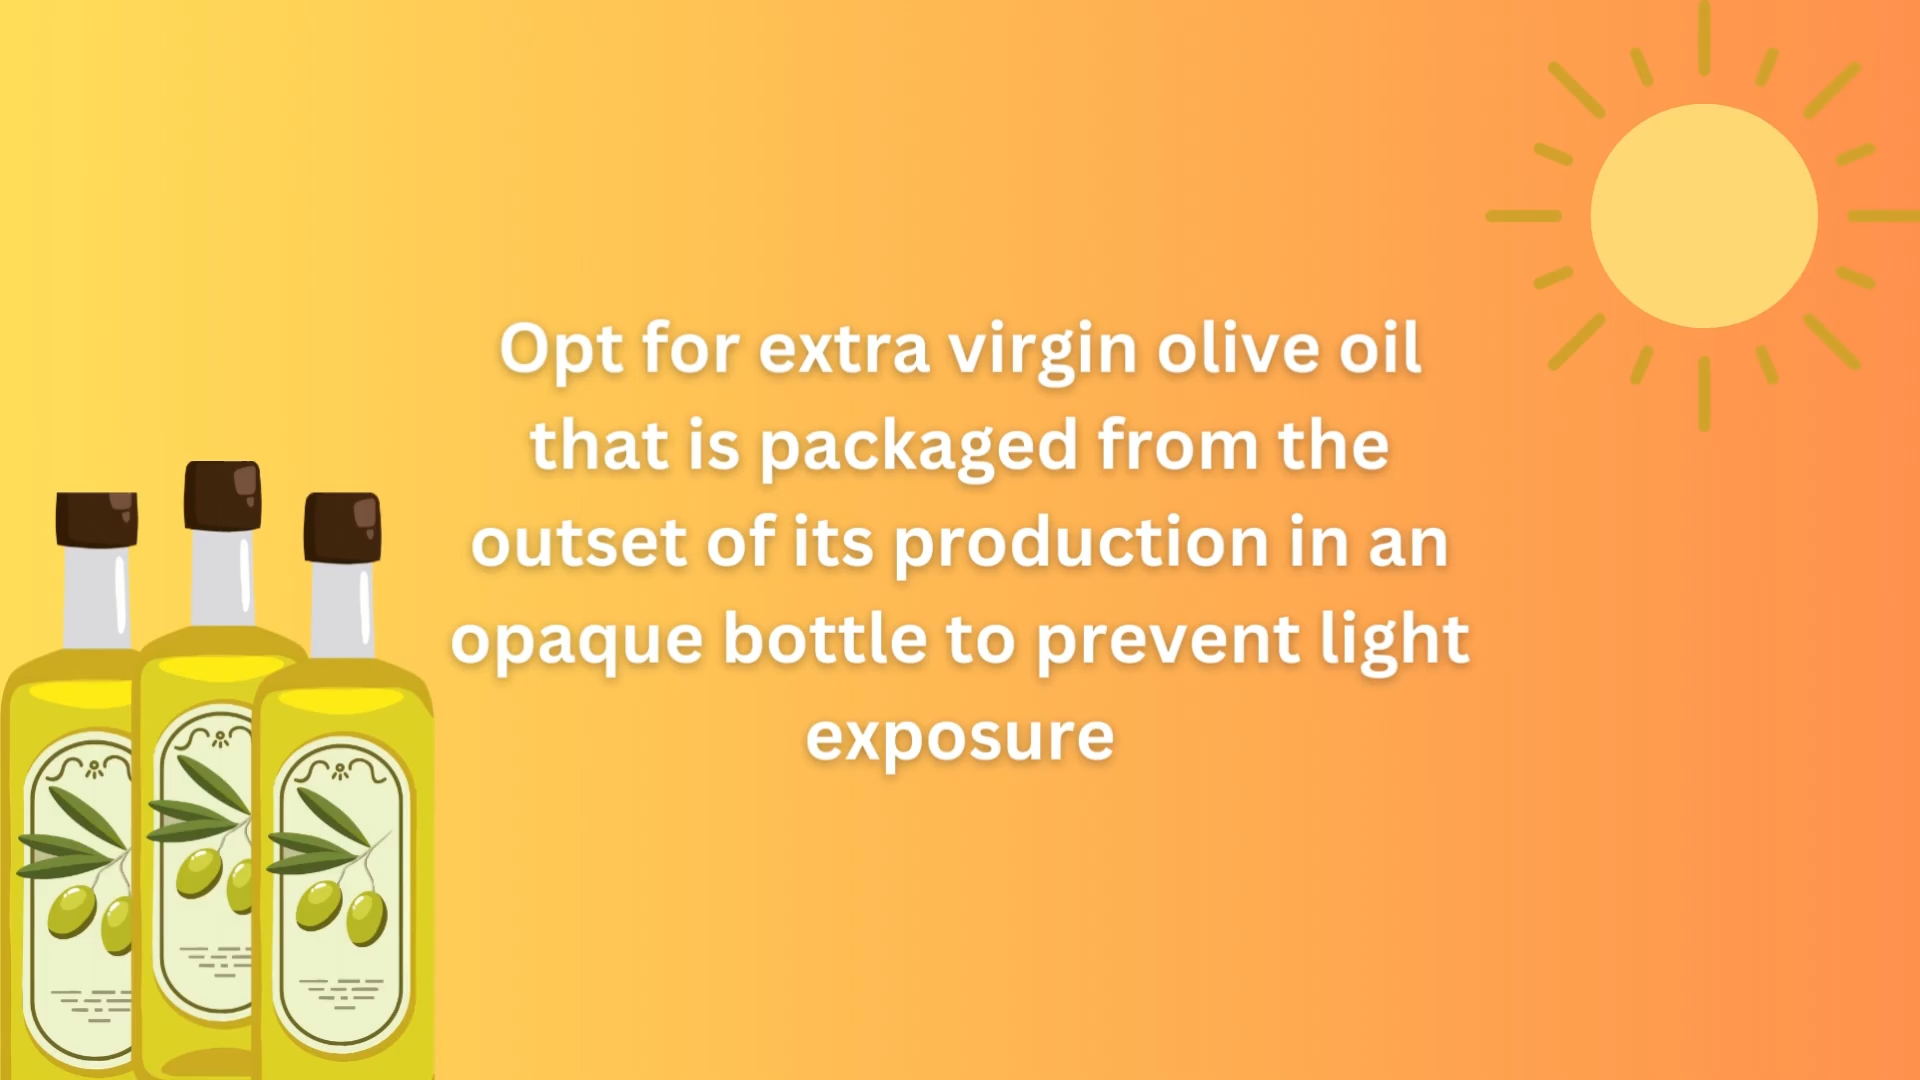 Opt for extra virgin olive oil
that is packaged from the
outset of its production in an
opaque bottle to prevent light
exposure